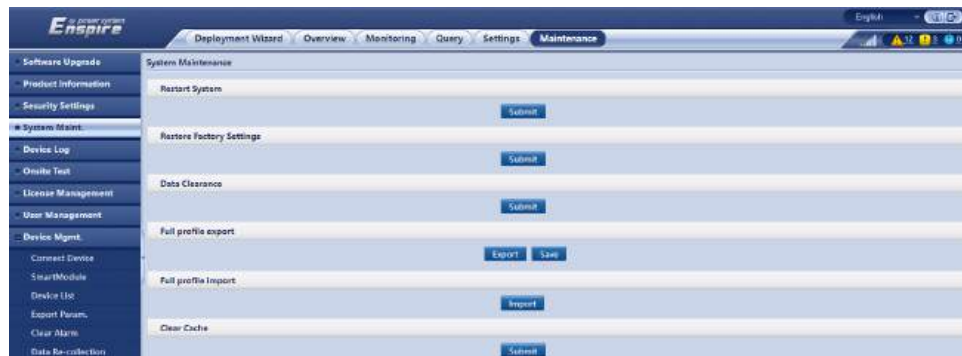 e-power system
Enspire
English
Deployment Wizard Overview Monitoring Query Settings Maintenance
Software Upgrade
Product Information
Security Settings
System Maint.
Device Log
Onsite Test
License Management
User Management
Device Mgmt.
Connect Device
SmartModule
Device List
Export Param.
Clear Alarm
Data Re-collection
System Maintenance
Restart System
Submit
Restore Factory Settings
Submit
Data Clearance
Submit
Full profile export
Export Save
Full profile import
Import
Clear Cache
Submit